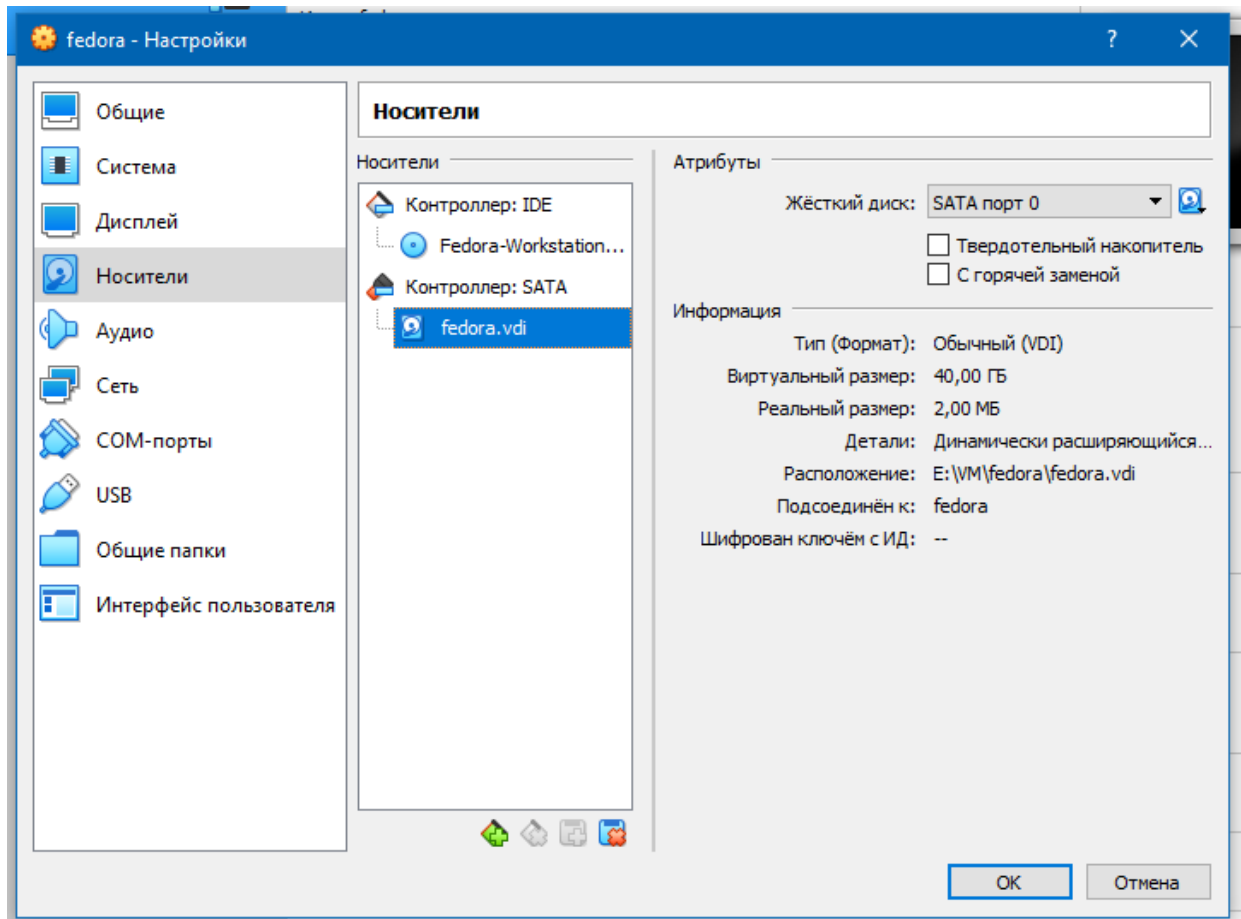 fedora - Настройки
?
Общие
Система
Дисплей
Носители
Аудио
Сеть
COM-порты
USB
Общие папки
Интерфейс пользователя
Носители
Носители
Контроллер: IDE
Fedora-Workstation...
Контроллер: SATA
fedora.vdi
Атрибуты
Жёсткий диск: SATA порт 0
Твердотельный накопитель
С горячей заменой
Информация
Тип (Формат): Обычный (VDI)
Виртуальный размер: 40,00 ГБ
Реальный размер: 2,00 МБ
Детали: Динамически расширяющийся...
Расположение: E:\VM\fedora\fedora.vdi
Подсоединён к: fedora
Шифрован ключём с ИД: --
OK
Отмена